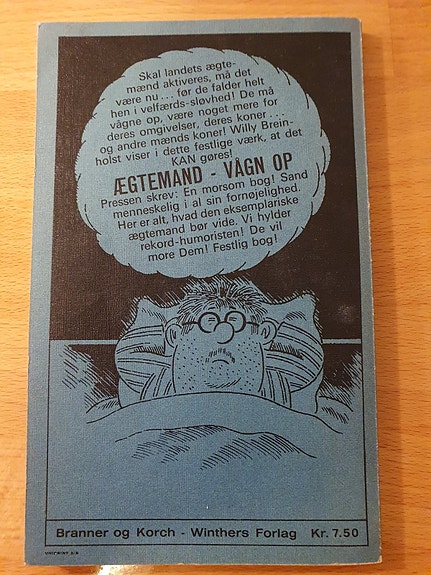 Skal landets ægte-
mænd aktiveres, må det
være nu... før de falder helt
hen i velfærds-sløvhed! De må
vågne op, være noget mere for
deres omgivelser, deres koner...
og andre mænds koner! Willy Brein-
holst viser i dette festlige værk, at det
KAN gøres!
ÆGTEMAND - VÅGN OP
Pressen skrev: En morsom bog! Sand
menneskelig i al sin fornøjelighed.
Her er alt, hvad den eksemplariske
ægtemand bør vide. Vi hylder
rekord-humoristen! De vil
more Dem! Festlig bog!
Branner og Korch - Winthers Forlag Kr. 7.50
UNIPRINT A/S